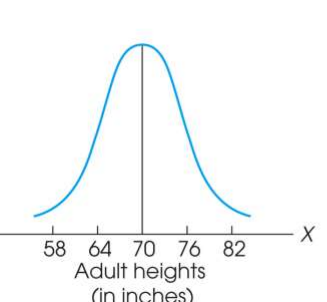 X
58 64 70 76 82
Adult heights
(in inches)